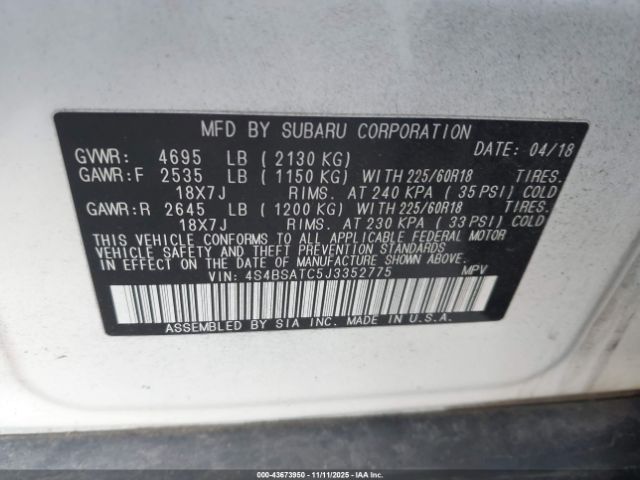 MFD BY SUBARU CORPORATION
GVWR: 4695 LB (2130 KG) DATE: 04/18
GAWR:F 2535 LB (1150 KG) WITH 225/60R18 TIRES.
18X7J RIMS. AT 240 KPA (35 PSI) COLD
GAWR:R 2645 LB (1200 KG) WITH 225/60R18 TIRES.
18X7J RIMS. AT 230 KPA (33 PSI) COLD
THIS VEHICLE CONFORMS TO ALL APPLICABLE FEDERAL MOTOR
VEHICLE SAFETY AND THEFT PREVENTION STANDARDS
IN EFFECT ON THE DATE OF MANUFACTURE SHOWN ABOVE.
VIN: 4S4BSATC5J3352775 MPV
ASSEMBLED BY SIA INC. MADE IN U.S.A.
000-43673950 - 11/11/2025 - IAAI.COM